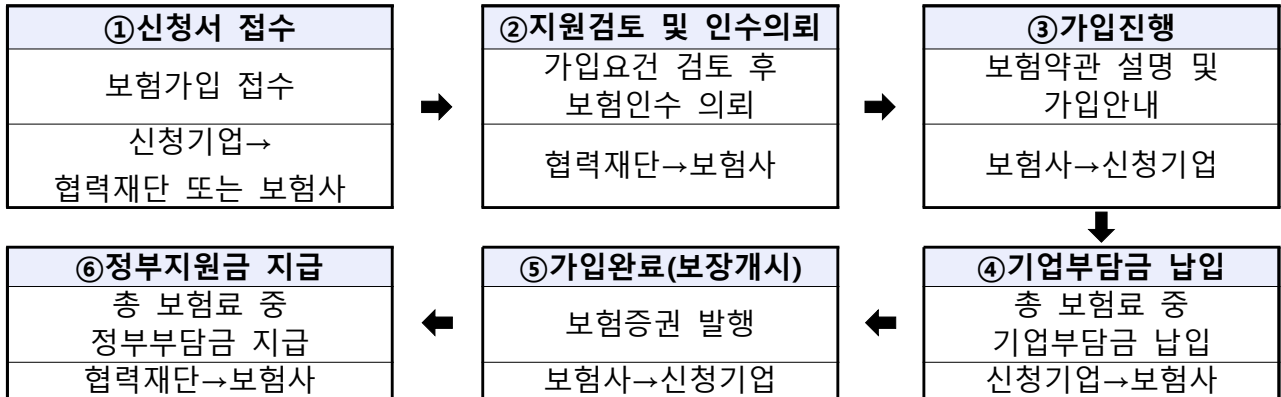 ①신청서 접수
보험가입 접수
신청기업→
협력재단 또는 보험사
②지원검토 및 인수의뢰
가입요건 검토 후
보험인수 의뢰
협력재단→보험사
③가입진행
보험약관 설명 및
가입안내
보험사→신청기업
④기업부담금 납입
총 보험료 중
기업부담금 납입
신청기업→보험사
⑤가입완료(보장개시)
보험증권 발행
보험사→신청기업
⑥정부지원금 지급
총 보험료 중
정부부담금 지급
협력재단→보험사